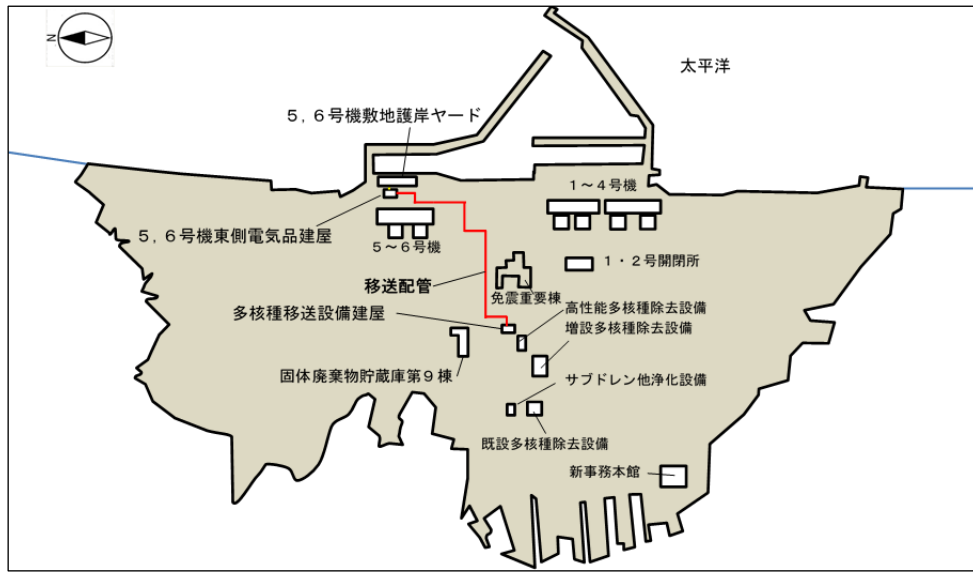 N
太平洋
5,6号機敷地護岸ヤード
1～4号機
5,6号機東側電気品建屋
5～6号機
1・2号開閉所
移送配管
免震重要棟
多核種移送設備建屋
高性能多核種除去設備
増設多核種除去設備
固体廃棄物貯蔵庫第9棟
サブドレン他浄化設備
既設多核種除去設備
新事務本館